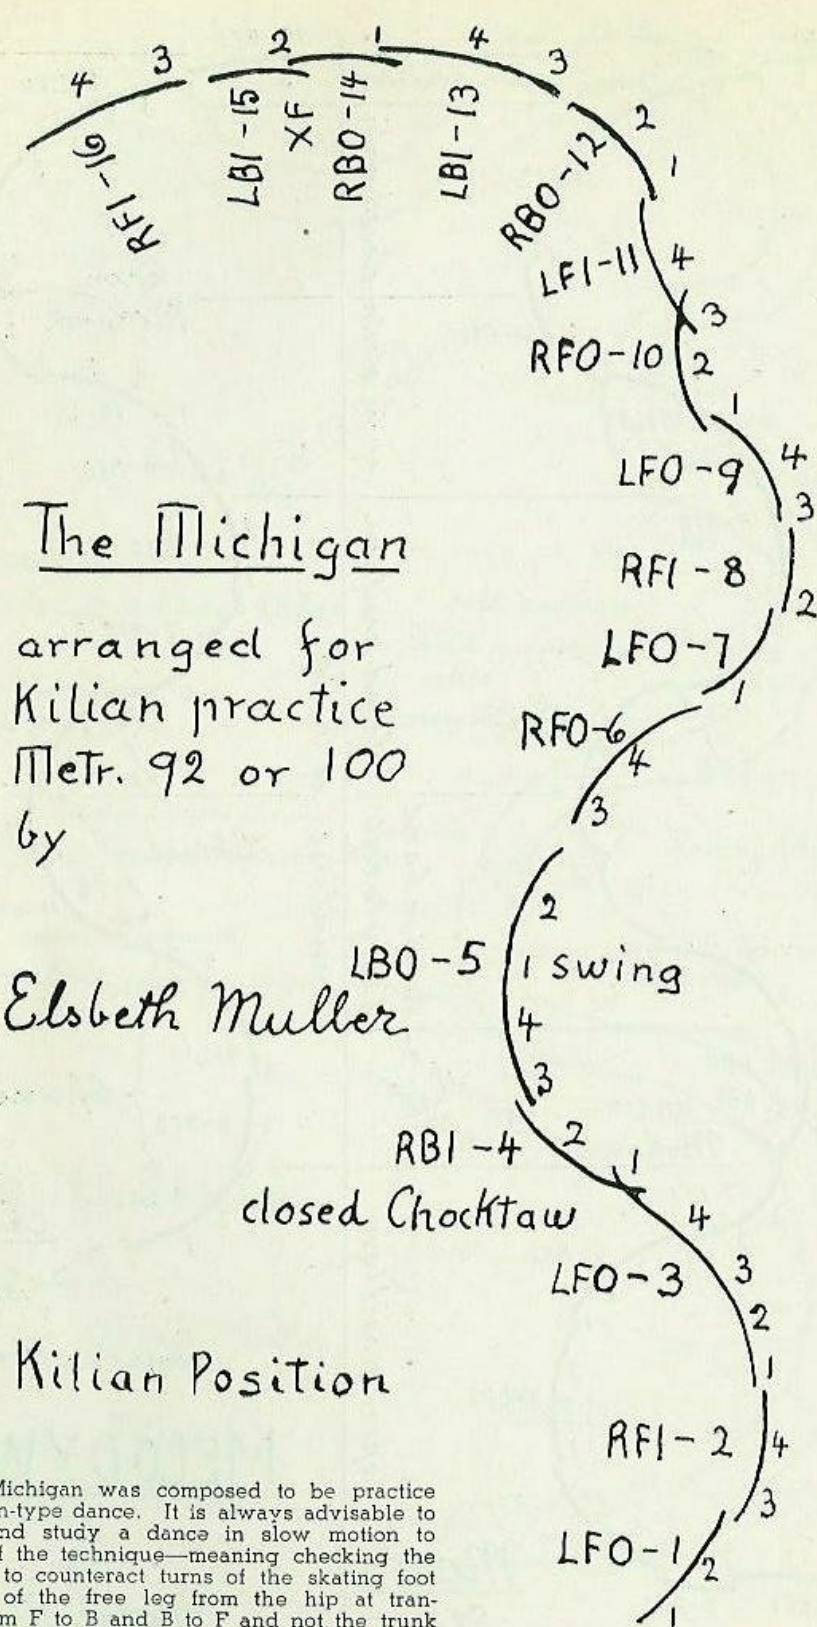 4 3 2 1 4 3
RFI-16
LBI-15
XF
RBO-14
LBI-13
RBO-12
2
1
LFI-11 4
3
RFO-10 2
1
LFO-9 4
3
RFI-8
2
LFO-7
1
RFO-6
4
3
The Michigan
arranged for
Kilian practice
Metr. 92 or 100
by
Elsbeth Muller
2
LBO-5 1 swing
4
3
RBI-4 2
1
closed Chocktaw
4
LFO-3 3
2
1
Kilian Position
RFI-2 4
3
LFO-1 2
1
Michigan was composed to be practice
n-type dance. It is always advisable to
nd study a dance in slow motion to
f the technique—meaning checking the
to counteract turns of the skating foot
of the free leg from the hip at tran-
m F to B and B to F and not the trunk